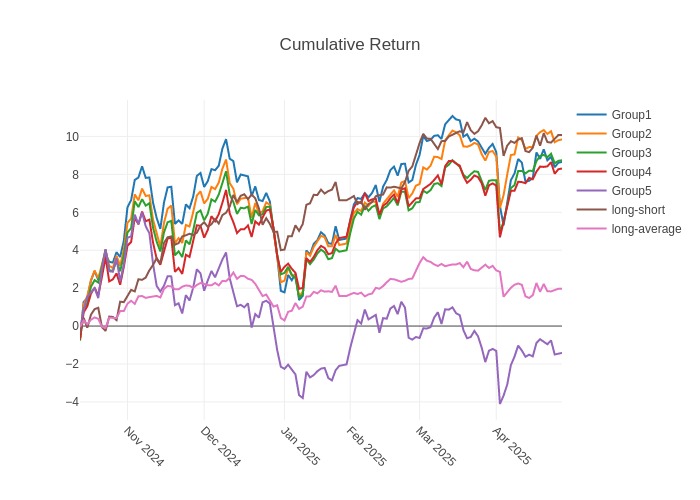 Cumulative Return
10
8
6
4
2
0
−2
−4
Nov 2024
Dec 2024
Jan 2025
Feb 2025
Mar 2025
Apr 2025
Group1
Group2
Group3
Group4
Group5
long-short
long-average